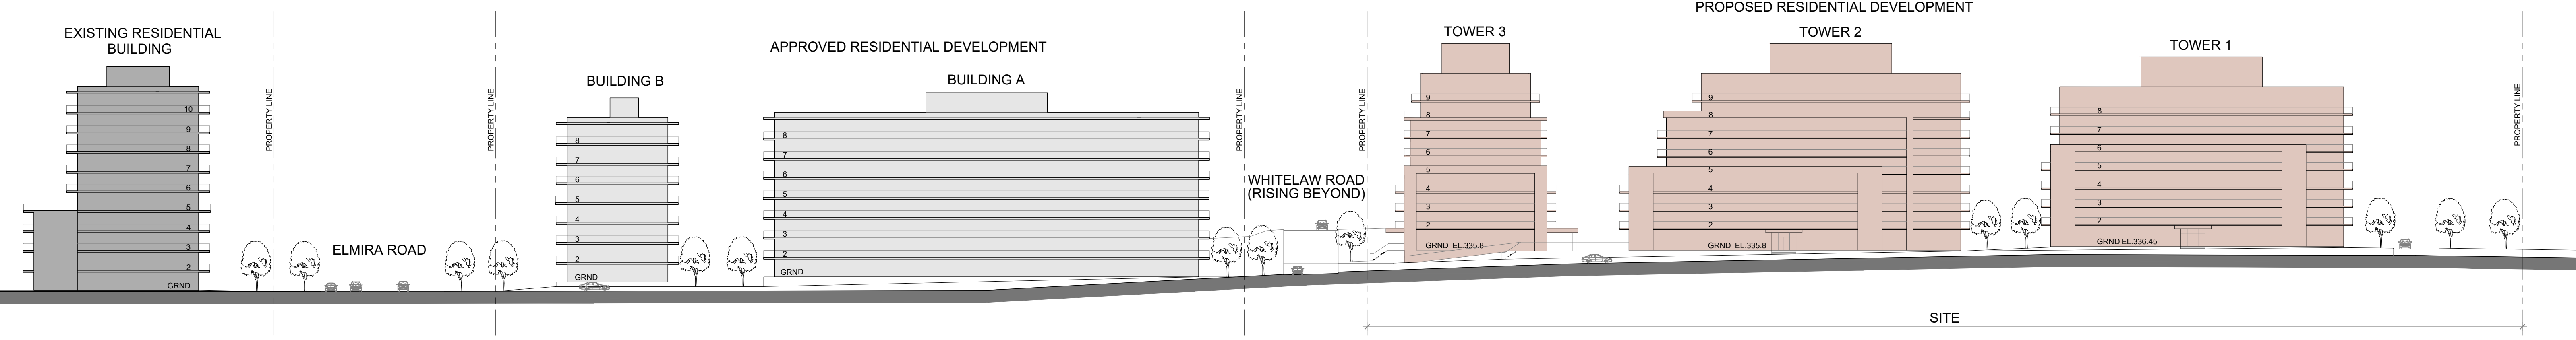 EXISTING RESIDENTIAL
BUILDING
10
9
8
7
6
5
4
3
2
GRND
PROPERTY LINE
ELMIRA ROAD
PROPERTY LINE
APPROVED RESIDENTIAL DEVELOPMENT
BUILDING B
8
7
6
5
4
3
2
GRND
BUILDING A
8
7
6
5
4
3
2
GRND
PROPERTY LINE
WHITELAW ROAD
(RISING BEYOND)
PROPERTY LINE
PROPOSED RESIDENTIAL DEVELOPMENT
TOWER 3
9
8
7
6
5
4
3
2
GRND EL.335.8
TOWER 2
9
8
7
6
5
4
3
2
GRND EL.335.8
TOWER 1
8
7
6
5
4
3
2
GRND EL.336.45
PROPERTY LINE
SITE